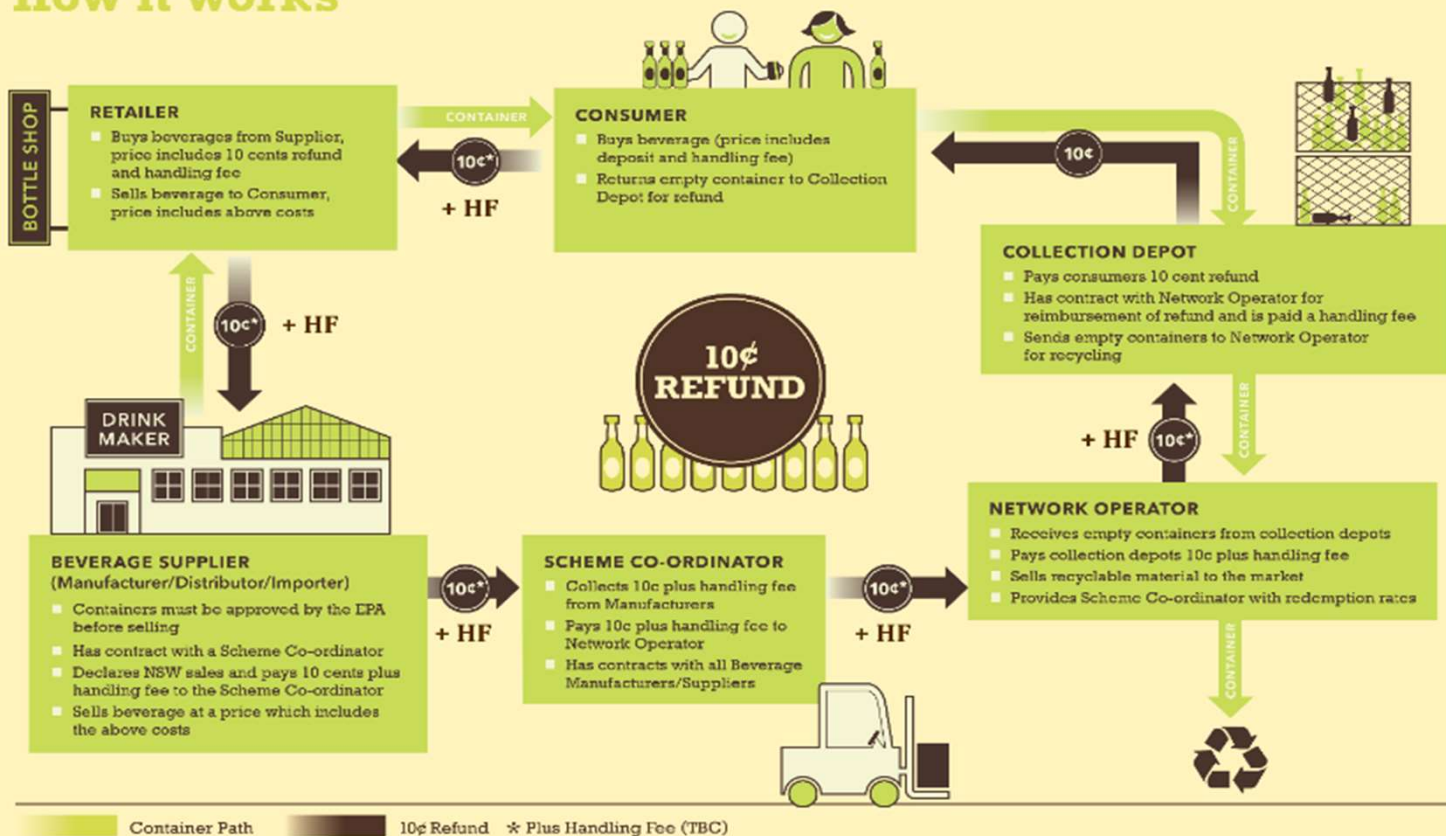 How it works
BOTTLE SHOP
RETAILER
Buys beverages from Supplier,
price includes 10 cents refund
and handling fee
Sells beverage to Consumer,
price includes above costs
CONTAINER
10¢*
+ HF
CONSUMER
Buys beverage (price includes
deposit and handling fee)
Returns empty container to Collection
Depot for refund
10¢
CONTAINER
COLLECTION DEPOT
Pays consumers 10 cent refund
Has contract with Network Operator for
reimbursement of refund and is paid a handling fee
Sends empty containers to Network Operator
for recycling
CONTAINER
10¢*
+ HF
10¢
REFUND
+ HF
10¢*
CONTAINER
DRINK
MAKER
BEVERAGE SUPPLIER
(Manufacturer/Distributor/Importer)
Containers must be approved by the EPA
before selling
Has contract with a Scheme Co-ordinator
Declares NSW sales and pays 10 cents plus
handling fee to the Scheme Co-ordinator
Sells beverage at a price which includes
the above costs
10¢*
+ HF
SCHEME CO-ORDINATOR
Collects 10c plus handling fee
from Manufacturers
Pays 10c plus handling fee to
Network Operator
Has contracts with all Beverage
Manufacturers/Suppliers
10¢*
+ HF
NETWORK OPERATOR
Receives empty containers from collection depots
Pays collection depots 10c plus handling fee
Sells recyclable material to the market
Provides Scheme Co-ordinator with redemption rates
CONTAINER
Container Path
10¢ Refund
* Plus Handling Fee (TBC)